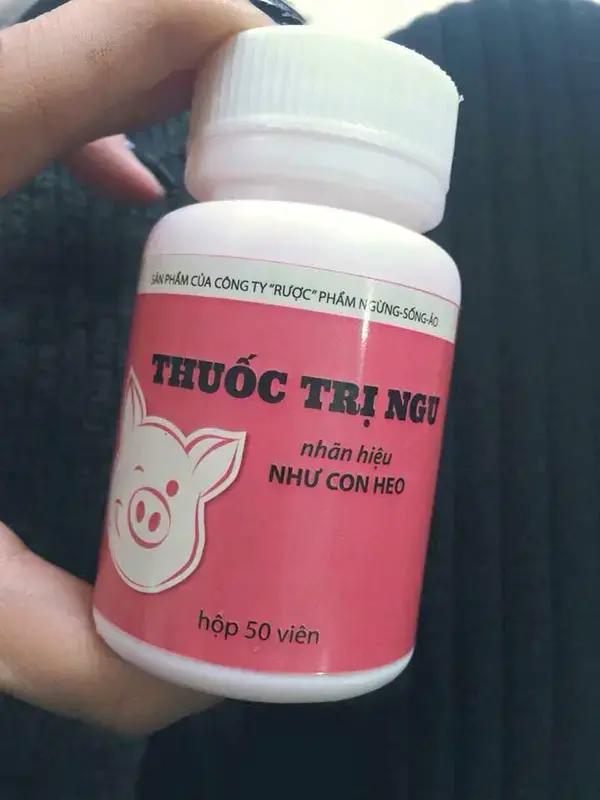 SẢN PHẨM CỦA CÔNG TY "RƯỢC" PHẨM NGỪNG-SỐNG-ẢO
THUỐC TRỊ NGU
nhãn hiệu
NHƯ CON HEO
hộp 50 viên